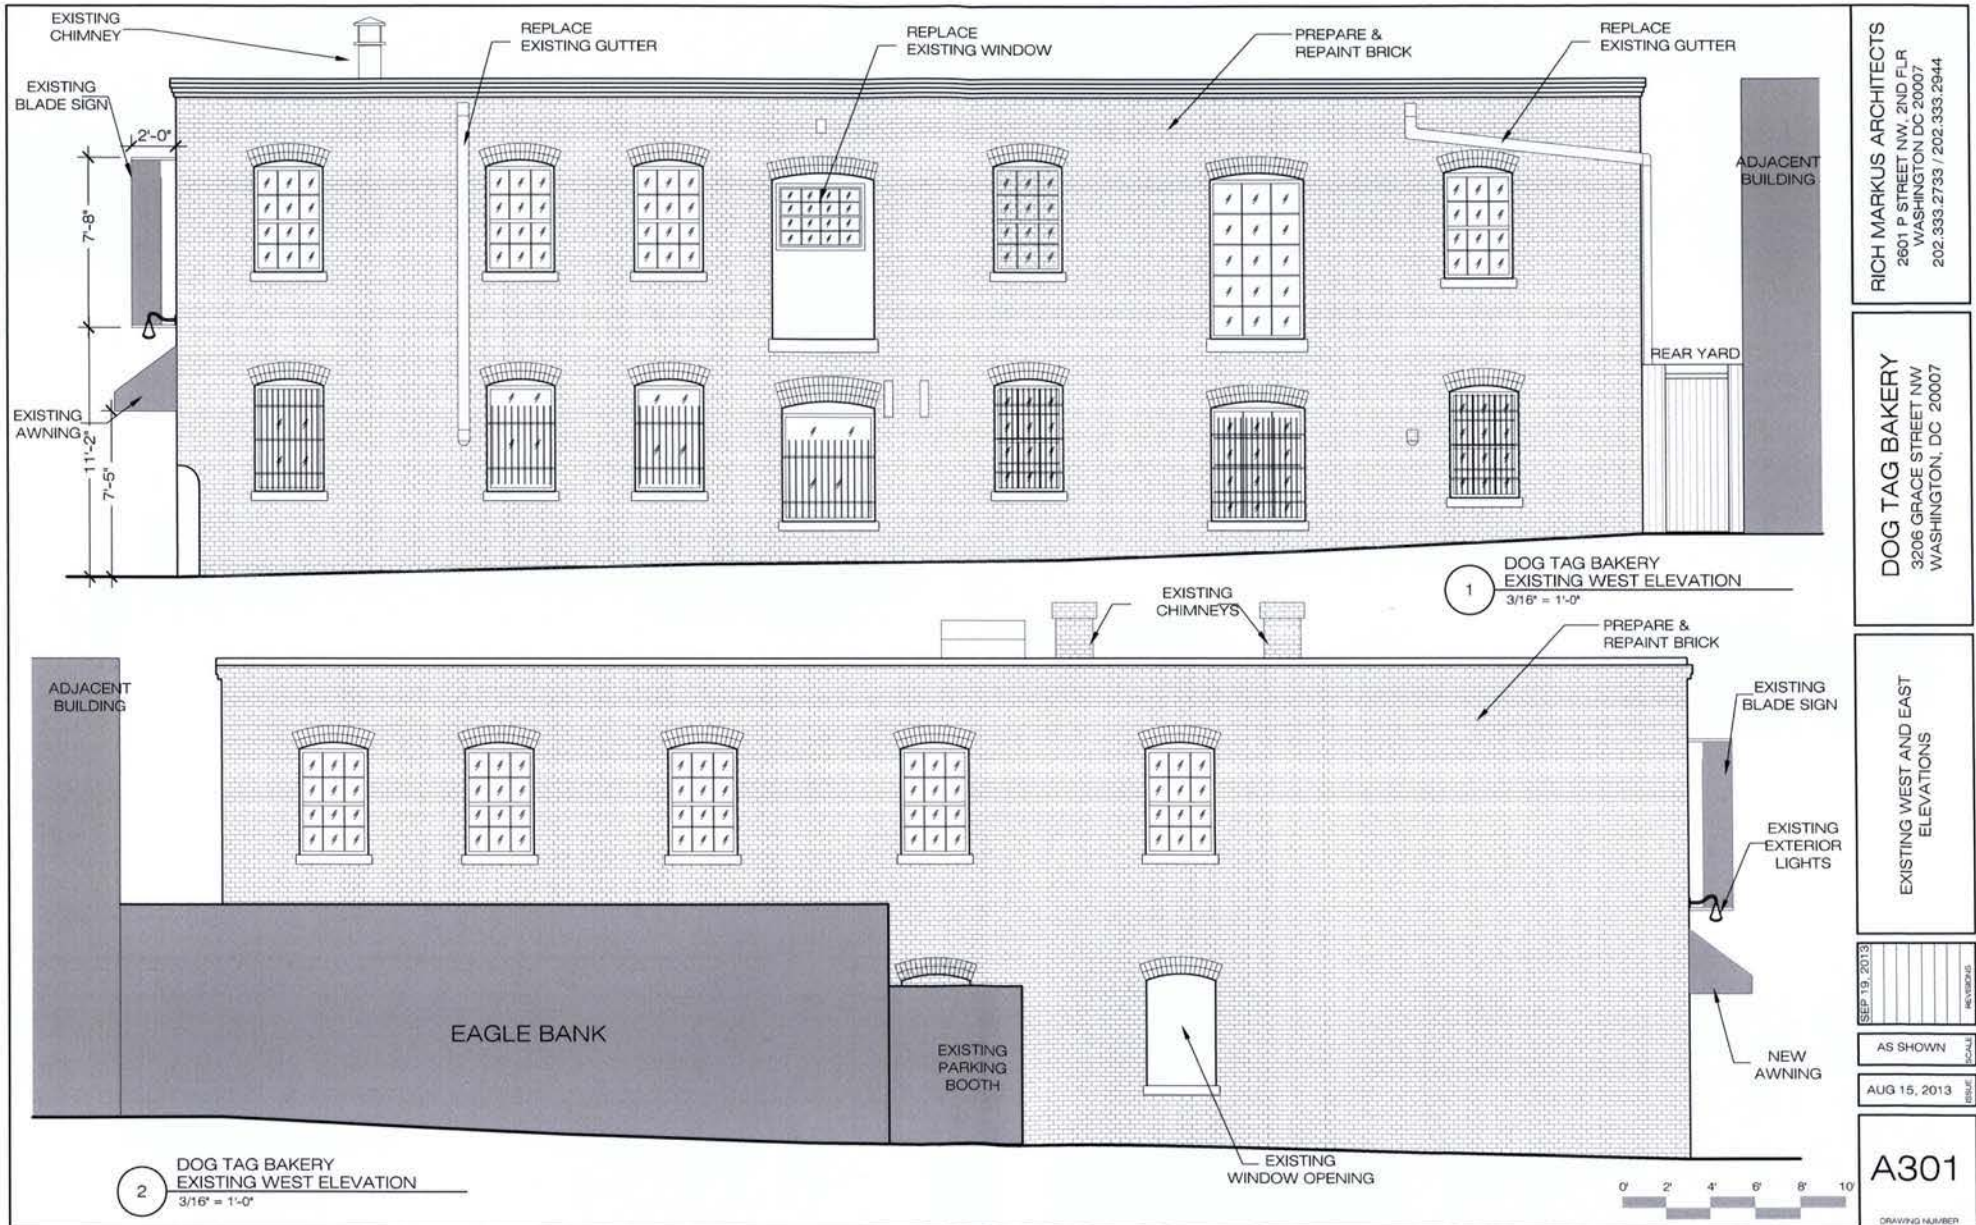 EXISTING
CHIMNEY
REPLACE
EXISTING GUTTER
REPLACE
EXISTING WINDOW
PREPARE &
REPAINT BRICK
REPLACE
EXISTING GUTTER
EXISTING
BLADE SIGN
2'-0"
7'-8"
ADJACENT
BUILDING
REAR YARD
EXISTING
AWNING
11'-2"
7'-5"
1
DOG TAG BAKERY
EXISTING WEST ELEVATION
3/16" = 1'-0"
EXISTING
CHIMNEYS
PREPARE &
REPAINT BRICK
ADJACENT
BUILDING
EXISTING
BLADE SIGN
EXISTING
EXTERIOR
LIGHTS
EAGLE BANK
EXISTING
PARKING
BOOTH
NEW
AWNING
EXISTING
WINDOW OPENING
2
DOG TAG BAKERY
EXISTING WEST ELEVATION
3/16" = 1'-0"
0' 2' 4' 6' 8' 10'
RICH MARKUS ARCHITECTS
2601 P STREET NW, 2ND FLR
WASHINGTON DC 20007
202.333.2733 / 202.333.2944
DOG TAG BAKERY
3206 GRACE STREET NW
WASHINGTON, DC 20007
EXISTING WEST AND EAST
ELEVATIONS
SEP 19, 2013
REVISIONS
AS SHOWN
SCALE
AUG 15, 2013
ISSUE
A301
DRAWING NUMBER